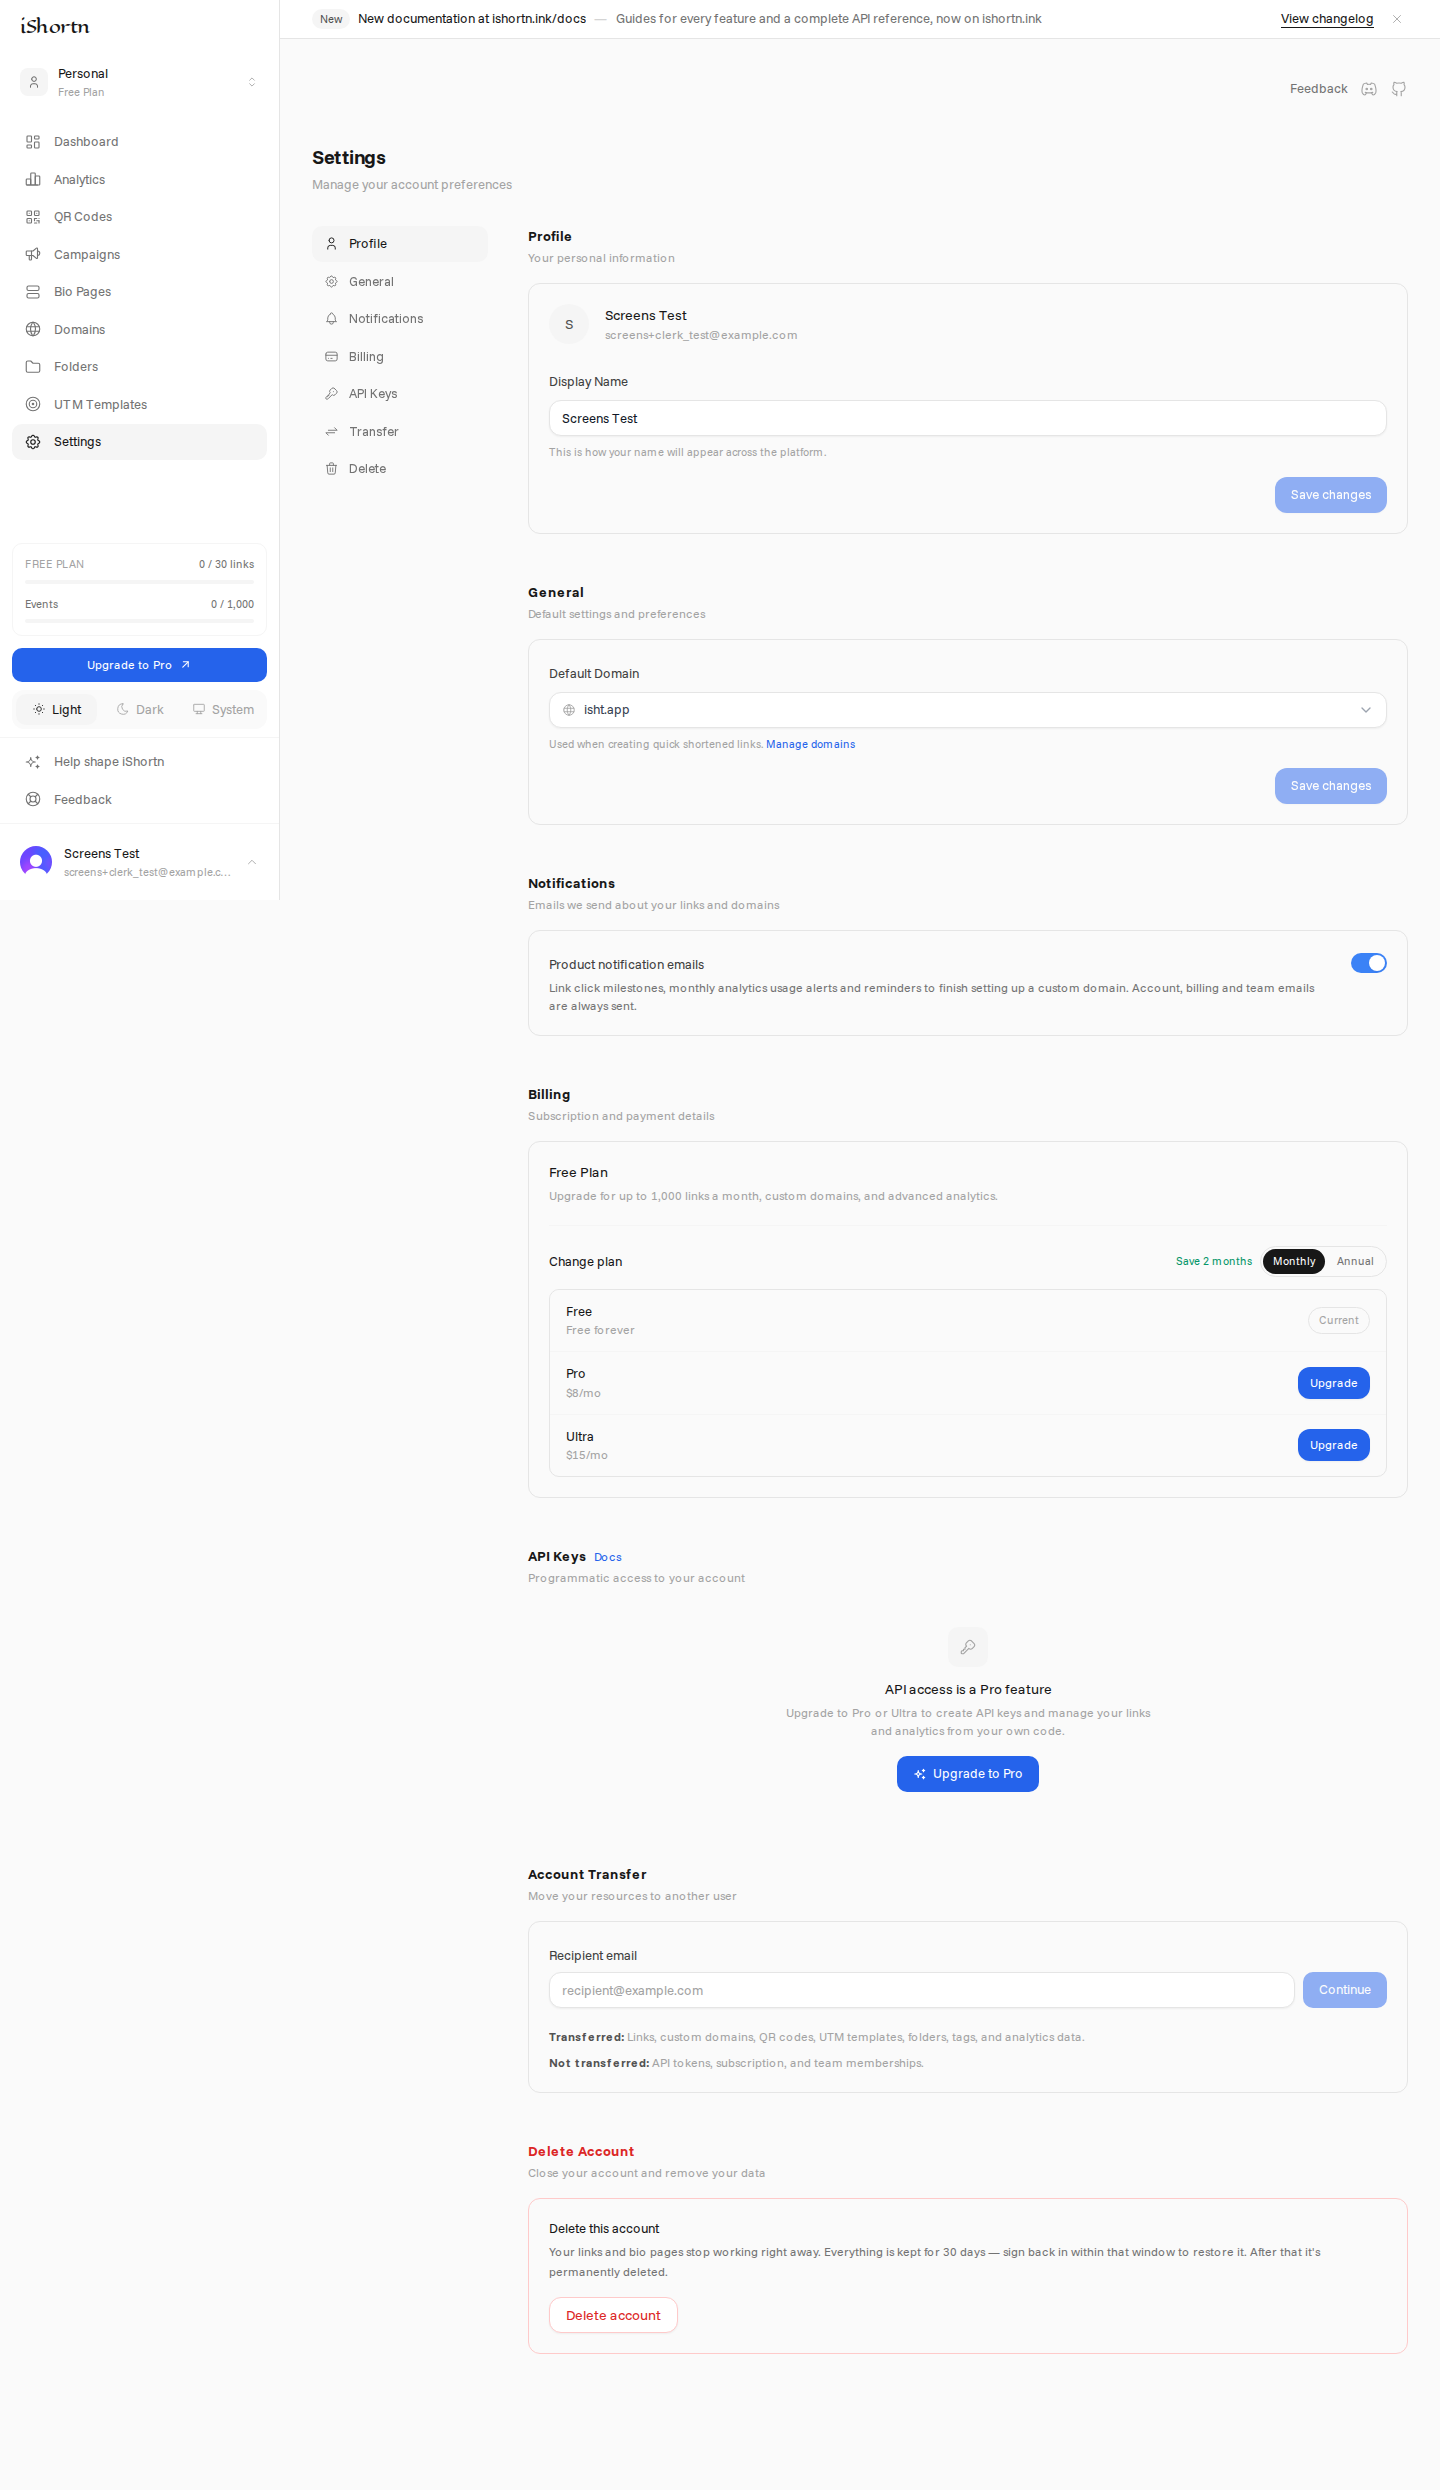 iShortn
Personal
Free Plan
Dashboard
Analytics
QR Codes
Campaigns
Bio Pages
Domains
Folders
UTM Templates
Settings
FREE PLAN 0 / 30 links
Events 0 / 1,000
Upgrade to Pro
Light Dark System
Help shape iShortn
Feedback
Screens Test
screens+clerk_test@example.c...
New New documentation at ishortn.ink/docs — Guides for every feature and a complete API reference, now on ishortn.ink View changelog
Feedback
Settings
Manage your account preferences
Profile
General
Notifications
Billing
API Keys
Transfer
Delete
Profile
Your personal information
S
Screens Test
screens+clerk_test@example.com
Display Name
Screens Test
This is how your name will appear across the platform.
Save changes
General
Default settings and preferences
Default Domain
isht.app
Used when creating quick shortened links. Manage domains
Save changes
Notifications
Emails we send about your links and domains
Product notification emails
Link click milestones, monthly analytics usage alerts and reminders to finish setting up a custom domain. Account, billing and team emails
are always sent.
Billing
Subscription and payment details
Free Plan
Upgrade for up to 1,000 links a month, custom domains, and advanced analytics.
Change plan Save 2 months Monthly Annual
Free
Free forever
Current
Pro
$8/mo
Upgrade
Ultra
$15/mo
Upgrade
API Keys Docs
Programmatic access to your account
API access is a Pro feature
Upgrade to Pro or Ultra to create API keys and manage your links
and analytics from your own code.
Upgrade to Pro
Account Transfer
Move your resources to another user
Recipient email
recipient@example.com
Continue
Transferred: Links, custom domains, QR codes, UTM templates, folders, tags, and analytics data.
Not transferred: API tokens, subscription, and team memberships.
Delete Account
Close your account and remove your data
Delete this account
Your links and bio pages stop working right away. Everything is kept for 30 days — sign back in within that window to restore it. After that it's
permanently deleted.
Delete account